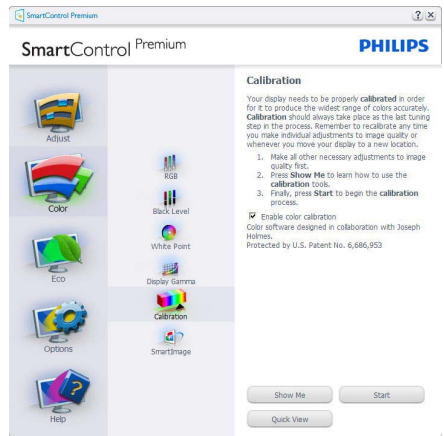 SmartControl Premium
SmartControl Premium
PHILIPS
Adjust
Color
Eco
Options
Help
RGB
Black Level
White Point
Display Gamma
Calibration
SmartImage
Calibration
Your display needs to be properly calibrated in order
for it to produce the widest range of colors accurately.
Calibration should always take place as the last tuning
step in the process. Remember to recalibrate any time
you make individual adjustments to image quality or
whenever you move your display to a new location.
1. Make all other necessary adjustments to image
quality first.
2. Press Show Me to learn how to use the
calibration tools.
3. Finally, press Start to begin the calibration
process.
Enable color calibration
Color software designed in collaboration with Joseph
Holmes.
Protected by U.S. Patent No. 6,686,953
Show Me
Start
Quick View